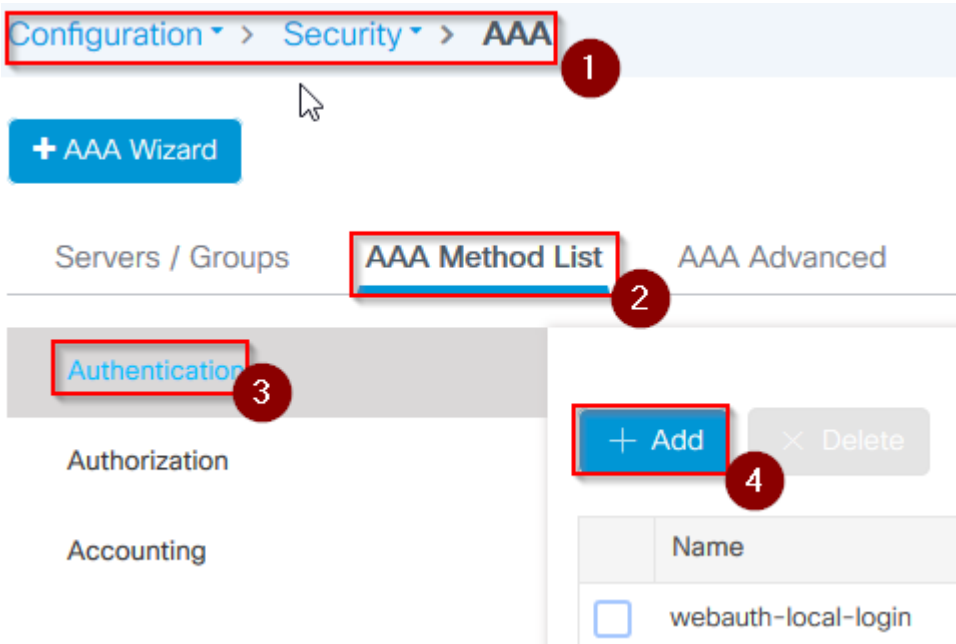 Configuration > Security > AAA
1
+ AAA Wizard
Servers / Groups AAA Method List AAA Advanced
2
Authentication
3
+ Add × Delete
4
Authorization
Accounting
Name
webauth-local-login